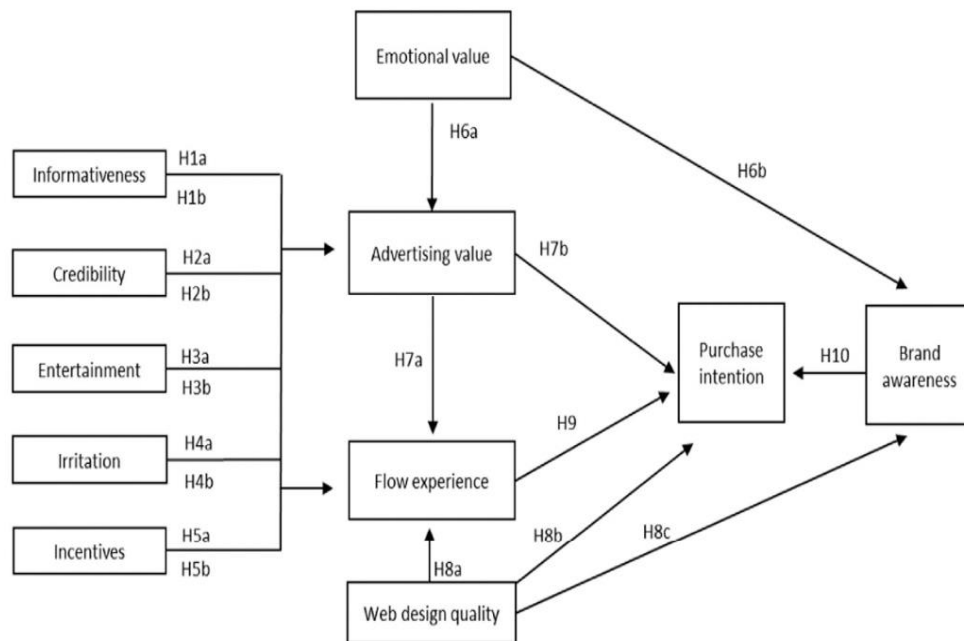 Emotional value
H6a
H6b
Informativeness
H1a
H1b
Credibility
H2a
H2b
Advertising value
H7b
Entertainment
H3a
H3b
H7a
Purchase
intention
H10
Brand
awareness
Irritation
H4a
H4b
Flow experience
H9
Incentives
H5a
H5b
H8a
H8b
H8c
Web design quality